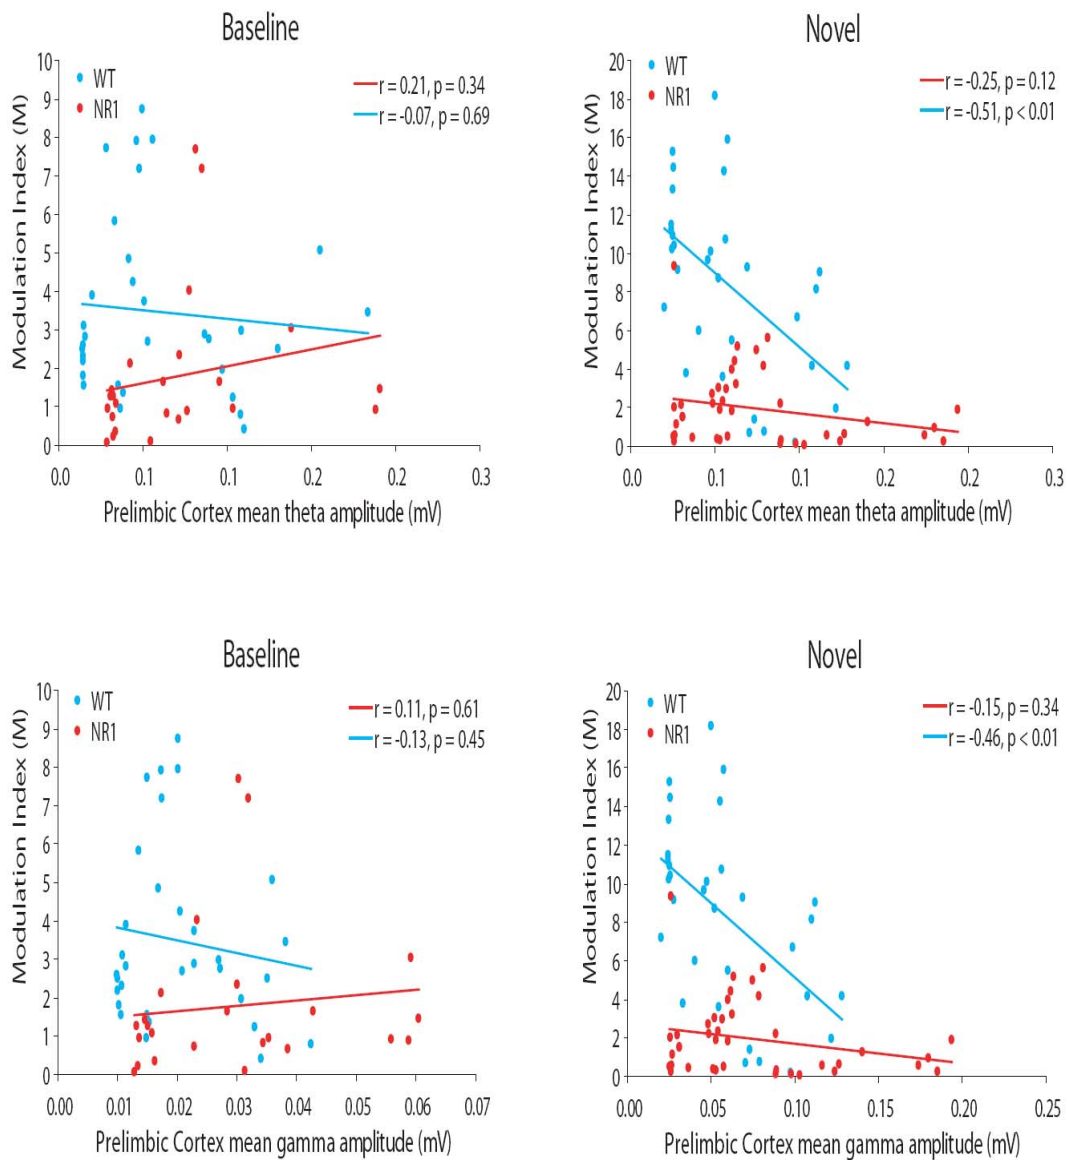 Baseline
10
9
8
7
6
5
4
3
2
1
0
Modulation Index (M)
WT
NR1
r = 0.21, p = 0.34
r = -0.07, p = 0.69
0.0 0.1 0.1 0.2 0.2 0.3
Prelimbic Cortex mean theta amplitude (mV)
Novel
20
18
16
14
12
10
8
6
4
2
0
Modulation Index (M)
WT
NR1
r = -0.25, p = 0.12
r = -0.51, p < 0.01
0.0 0.1 0.1 0.2 0.2 0.3
Prelimbic Cortex mean theta amplitude (mV)
Baseline
10
9
8
7
6
5
4
3
2
1
0
Modulation Index (M)
WT
NR1
r = 0.11, p = 0.61
r = -0.13, p = 0.45
0.00 0.01 0.02 0.03 0.04 0.05 0.06 0.07
Prelimbic Cortex mean gamma amplitude (mV)
Novel
20
18
16
14
12
10
8
6
4
2
0
Modulation Index (M)
WT
NR1
r = -0.15, p = 0.34
r = -0.46, p < 0.01
0.00 0.05 0.10 0.15 0.20 0.25
Prelimbic Cortex mean gamma amplitude (mV)